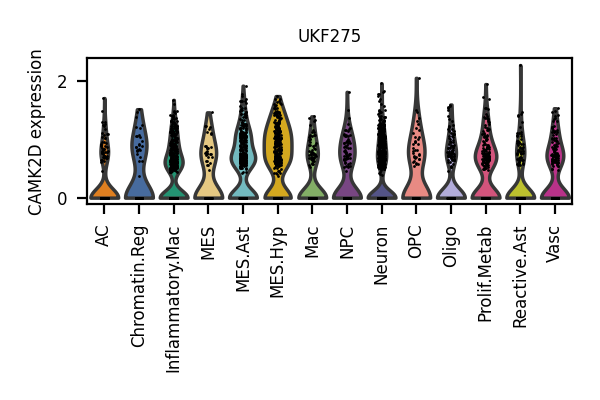 UKF275
CAMK2D expression
2
0
AC
Chromatin.Reg
Inflammatory.Mac
MES
MES.Ast
MES.Hyp
Mac
NPC
Neuron
OPC
Oligo
Prolif.Metab
Reactive.Ast
Vasc